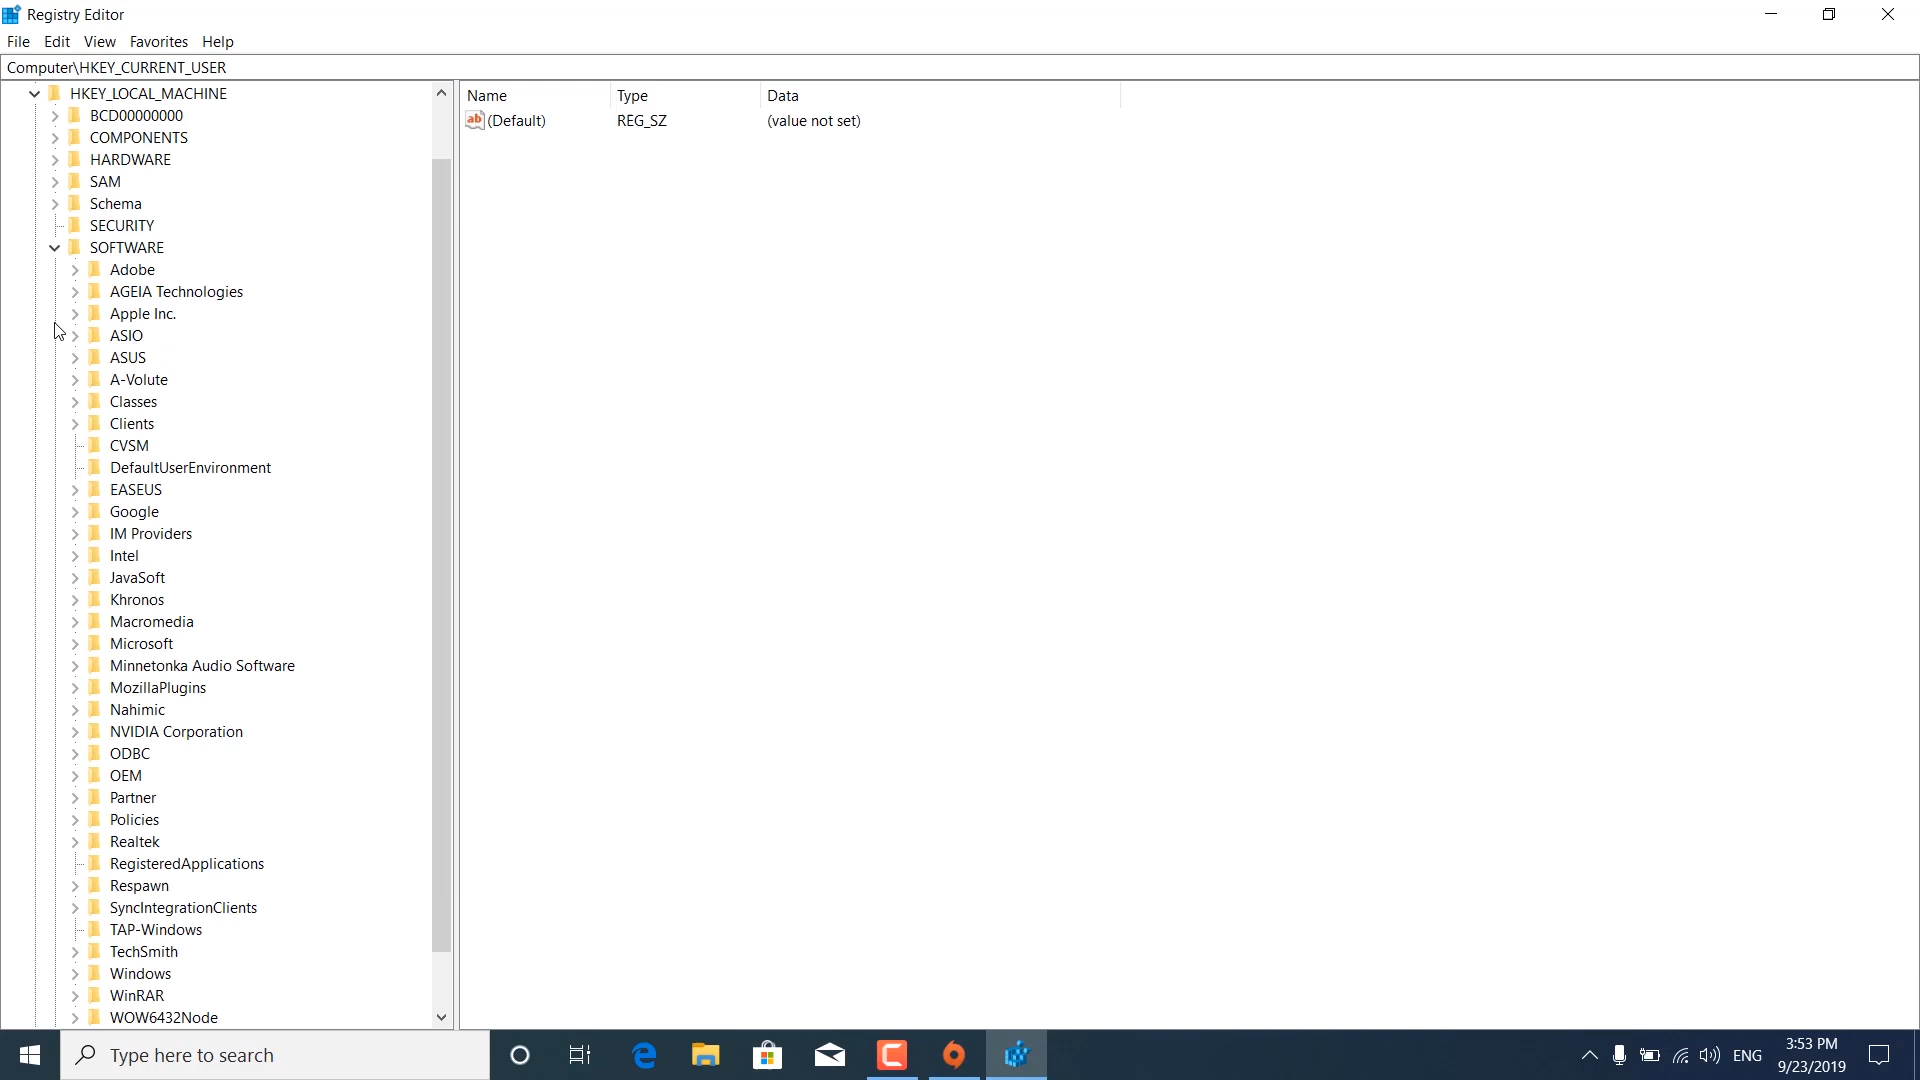 Registry Editor
File Edit View Favorites Help
Computer\HKEY_CURRENT_USER
HKEY_LOCAL_MACHINE
BCD00000000
COMPONENTS
HARDWARE
SAM
Schema
SECURITY
SOFTWARE
Adobe
AGEIA Technologies
Apple Inc.
ASIO
ASUS
A-Volute
Classes
Clients
CVSM
DefaultUserEnvironment
EASEUS
Google
IM Providers
Intel
JavaSoft
Khronos
Macromedia
Microsoft
Minnetonka Audio Software
MozillaPlugins
Nahimic
NVIDIA Corporation
ODBC
OEM
Partner
Policies
Realtek
RegisteredApplications
Respawn
SyncIntegrationClients
TAP-Windows
TechSmith
Windows
WinRAR
WOW6432Node
Name Type Data
ab (Default) REG_SZ (value not set)
Type here to search
ENG
3:53 PM
9/23/2019